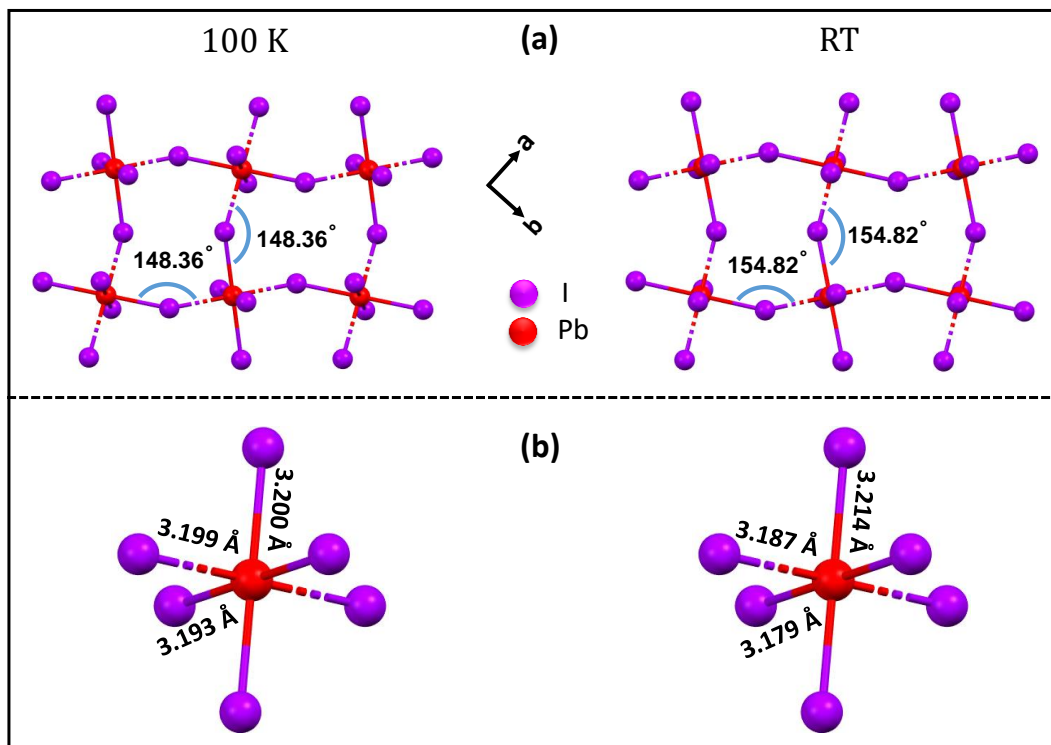 100 K
(a)
RT
a
b
148.36°
148.36°
154.82°
154.82°
I
Pb
(b)
3.200 Å
3.199 Å
3.193 Å
3.214 Å
3.187 Å
3.179 Å